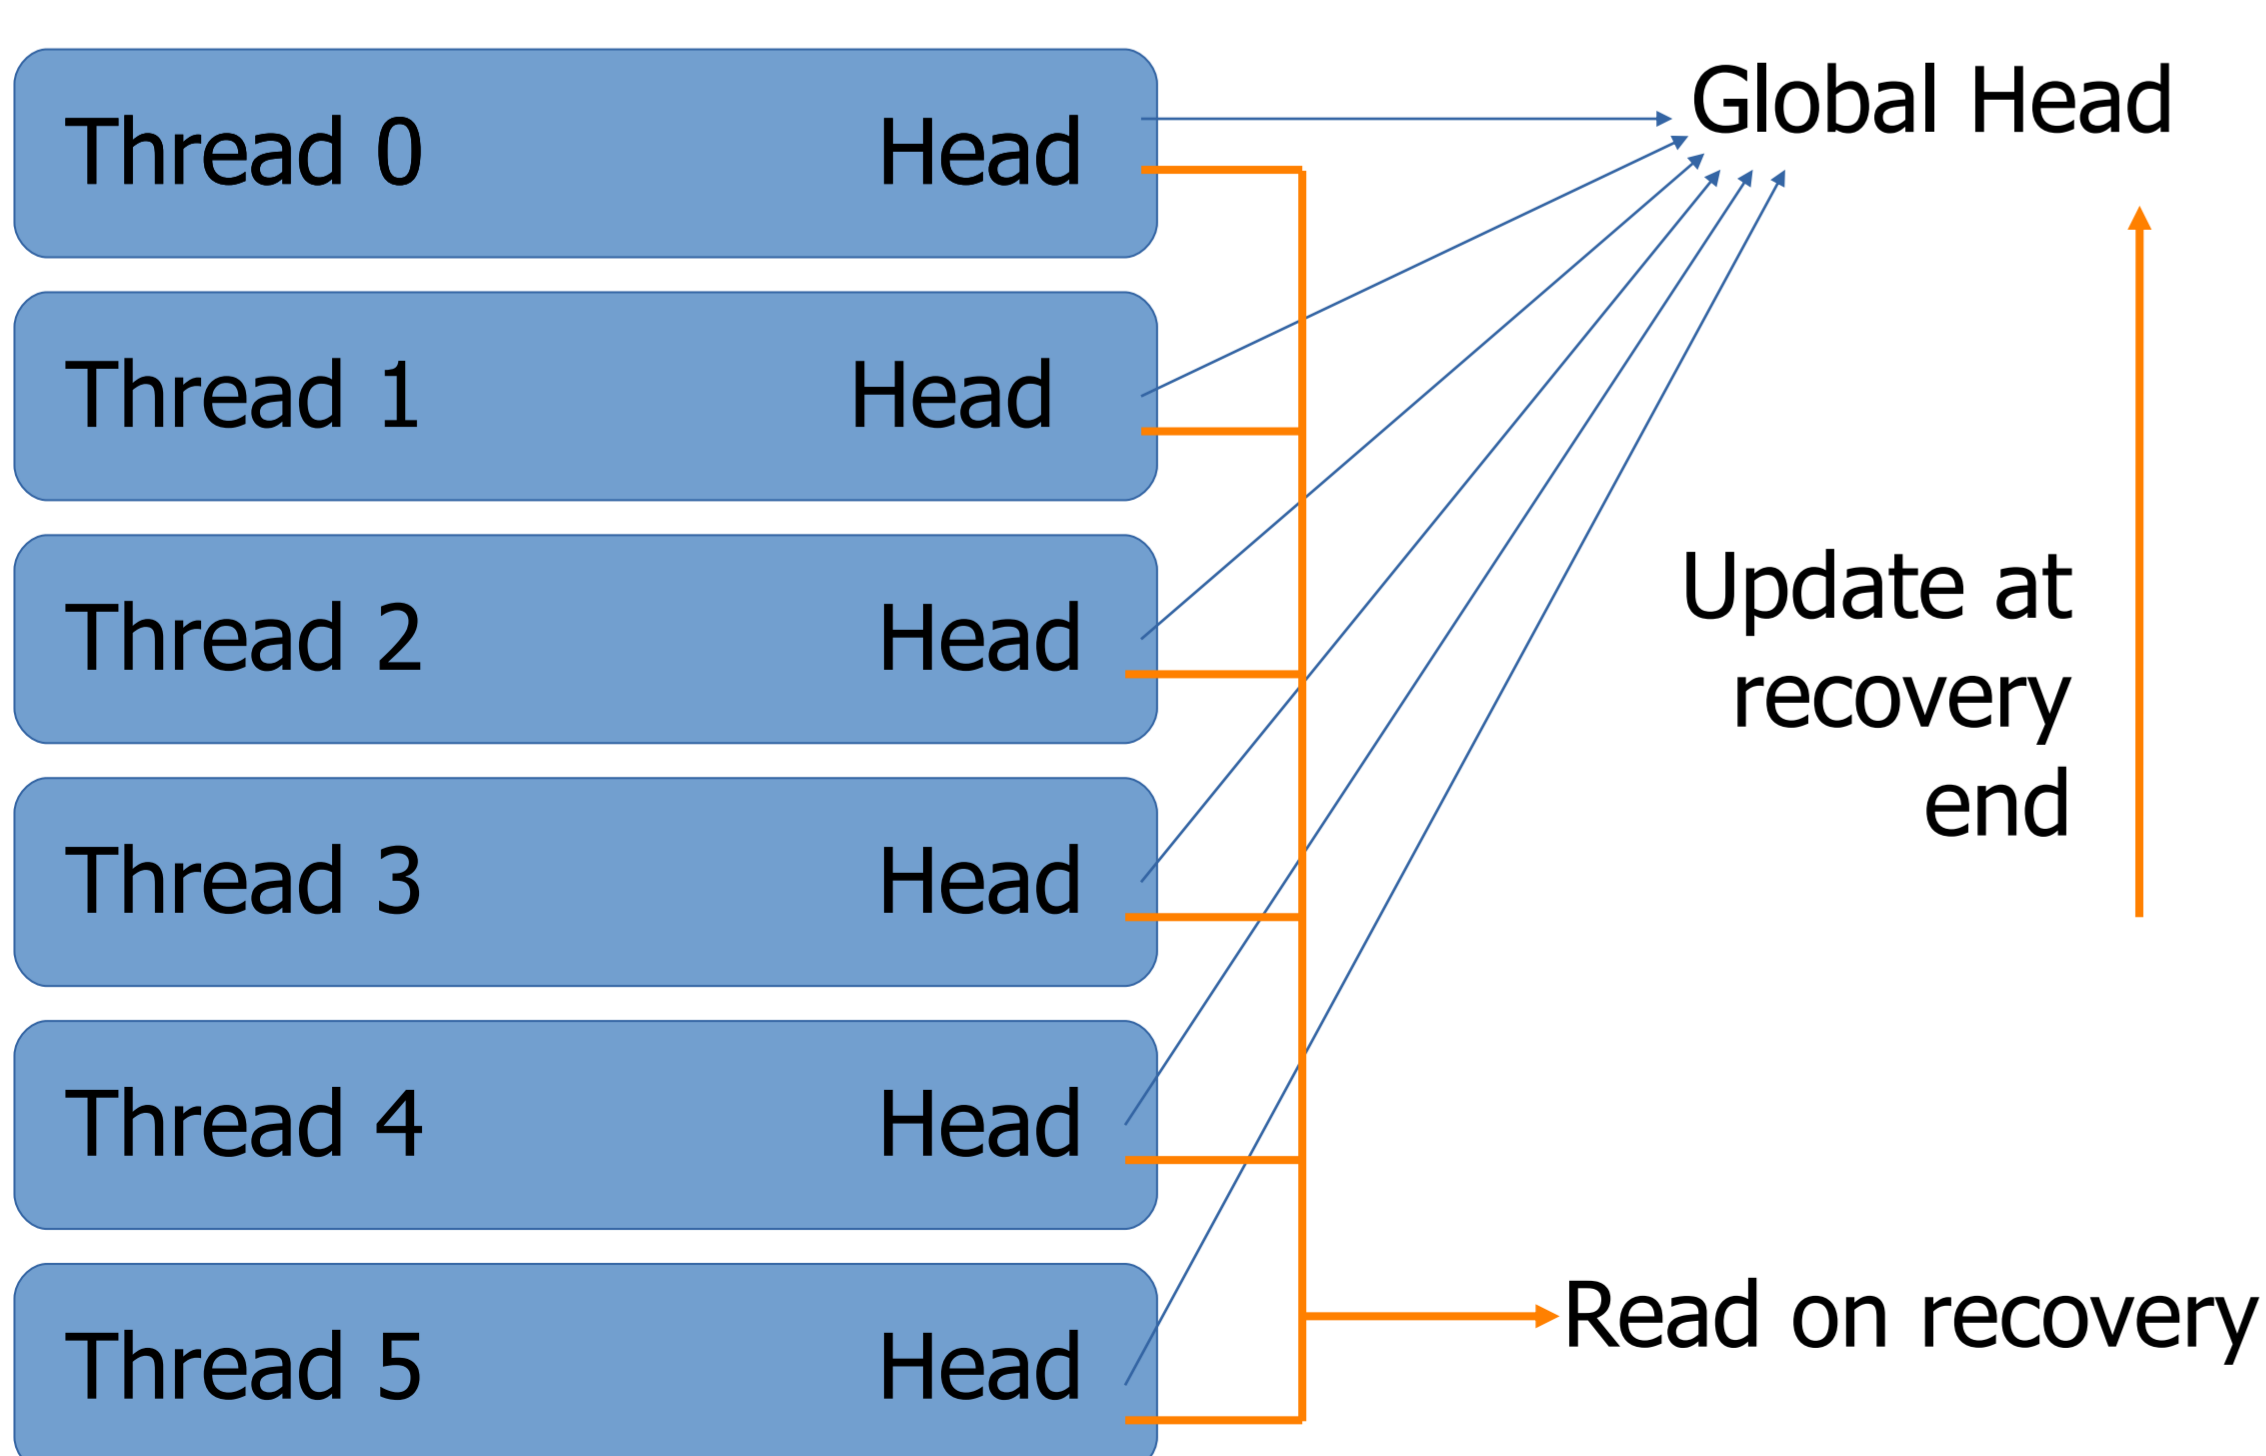 Thread 0 Head
Global Head
Thread 1 Head
Thread 2 Head
Update at
recovery
end
Thread 3 Head
Thread 4 Head
Thread 5 Head
Read on recovery